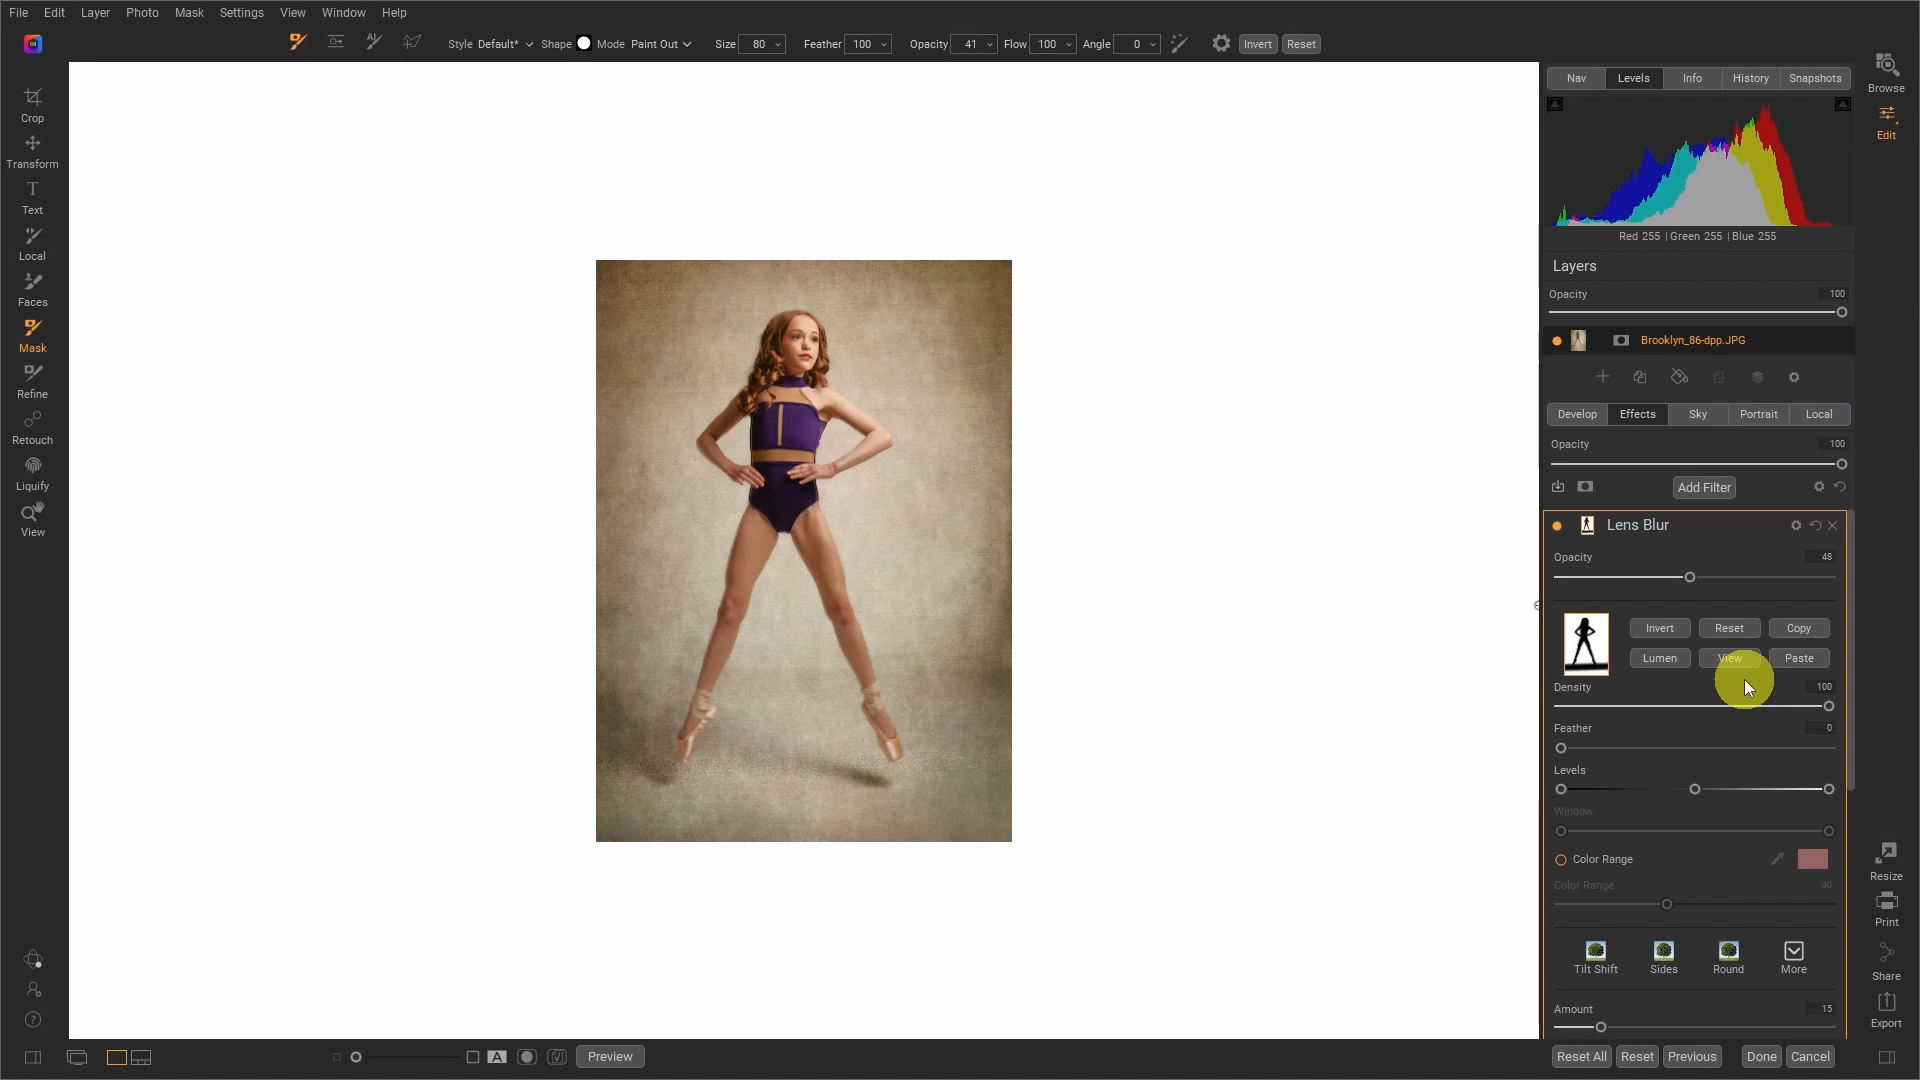 File Edit Layer Photo Mask Settings View Window Help
Style Default* Shape Mode Paint Out Size 80 Feather 100 Opacity 41 Flow 100 Angle 0 Invert Reset
Crop
Transform
Text
Local
Faces
Mask
Refine
Retouch
Liquify
View
Nav Levels Info History Snapshots
Red 255 | Green 255 | Blue 255
Layers
Opacity 100
Brooklyn_86-dpp.JPG
Develop Effects Sky Portrait Local
Opacity 100
Add Filter
Lens Blur
Opacity 48
Invert Reset Copy
Lumen View Paste
Density 100
Feather 0
Levels
Window
Color Range
Color Range 40
Tilt Shift Sides Round More
Amount 15
Browse
Edit
Resize
Print
Share
Export
A Preview
Reset All Reset Previous Done Cancel